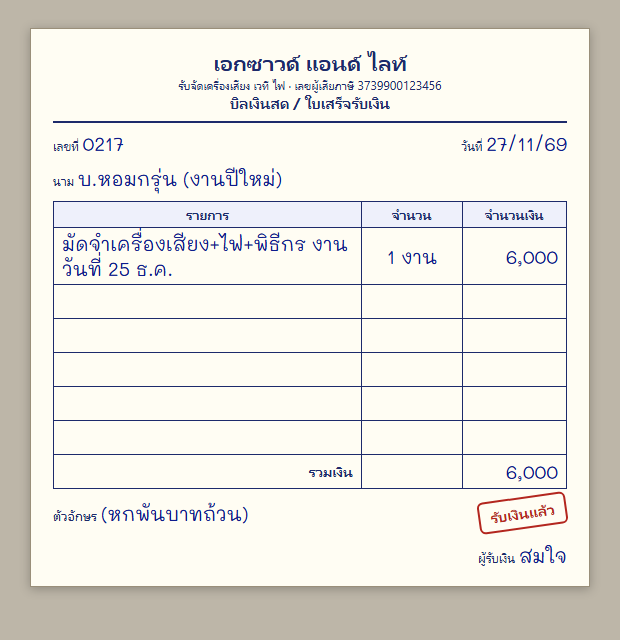 เอกซาวด์ แอนด์ ไลท์
รับจัดเครื่องเสียง เวที ไฟ · เลขผู้เสียภาษี 3739900123456
บิลเงินสด / ใบเสร็จรับเงิน
เลขที่ 0217 วันที่ 27/11/69
นาม บ.หอมกรุ่น (งานปีใหม่)
รายการ จำนวน จำนวนเงิน
มัดจำเครื่องเสียง+ไฟ+พิธีกร งาน
วันที่ 25 ธ.ค. 1 งาน 6,000
รวมเงิน 6,000
ตัวอักษร (หกพันบาทถ้วน)
รับเงินแล้ว
ผู้รับเงิน สมใจ